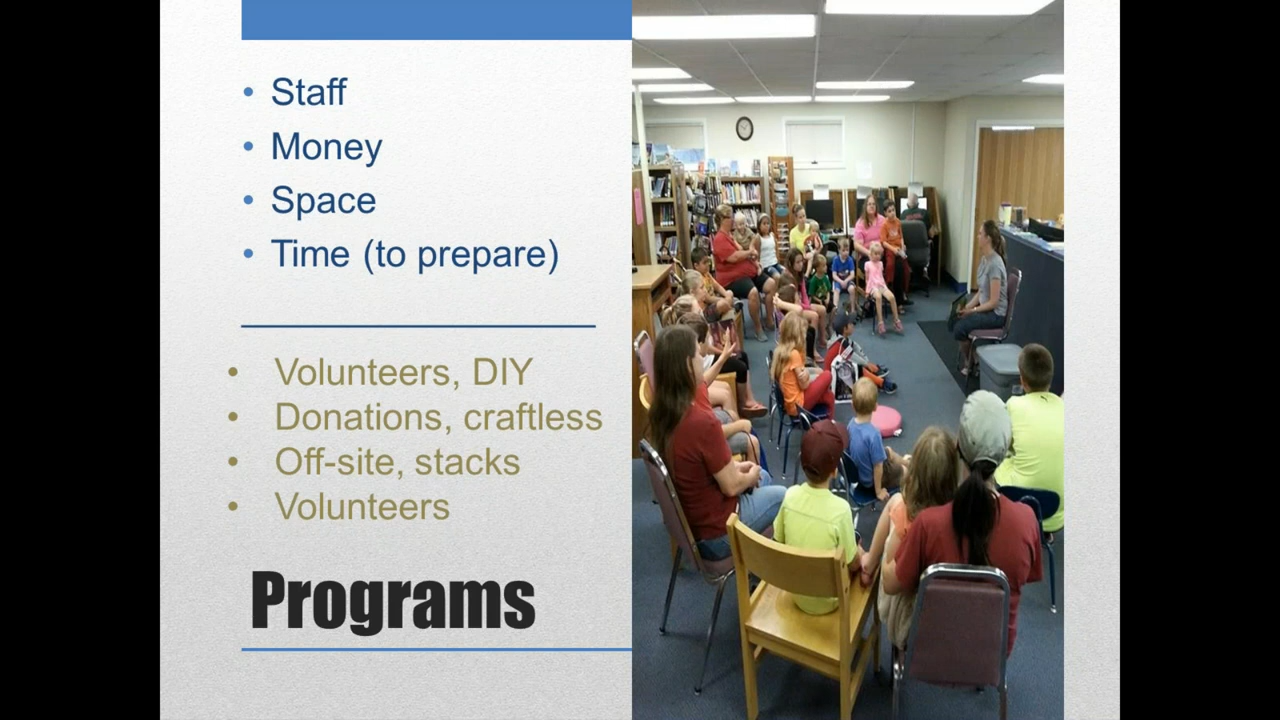 • Staff
• Money
• Space
• Time (to prepare)
• Volunteers, DIY
• Donations, craftless
• Off-site, stacks
• Volunteers
Programs